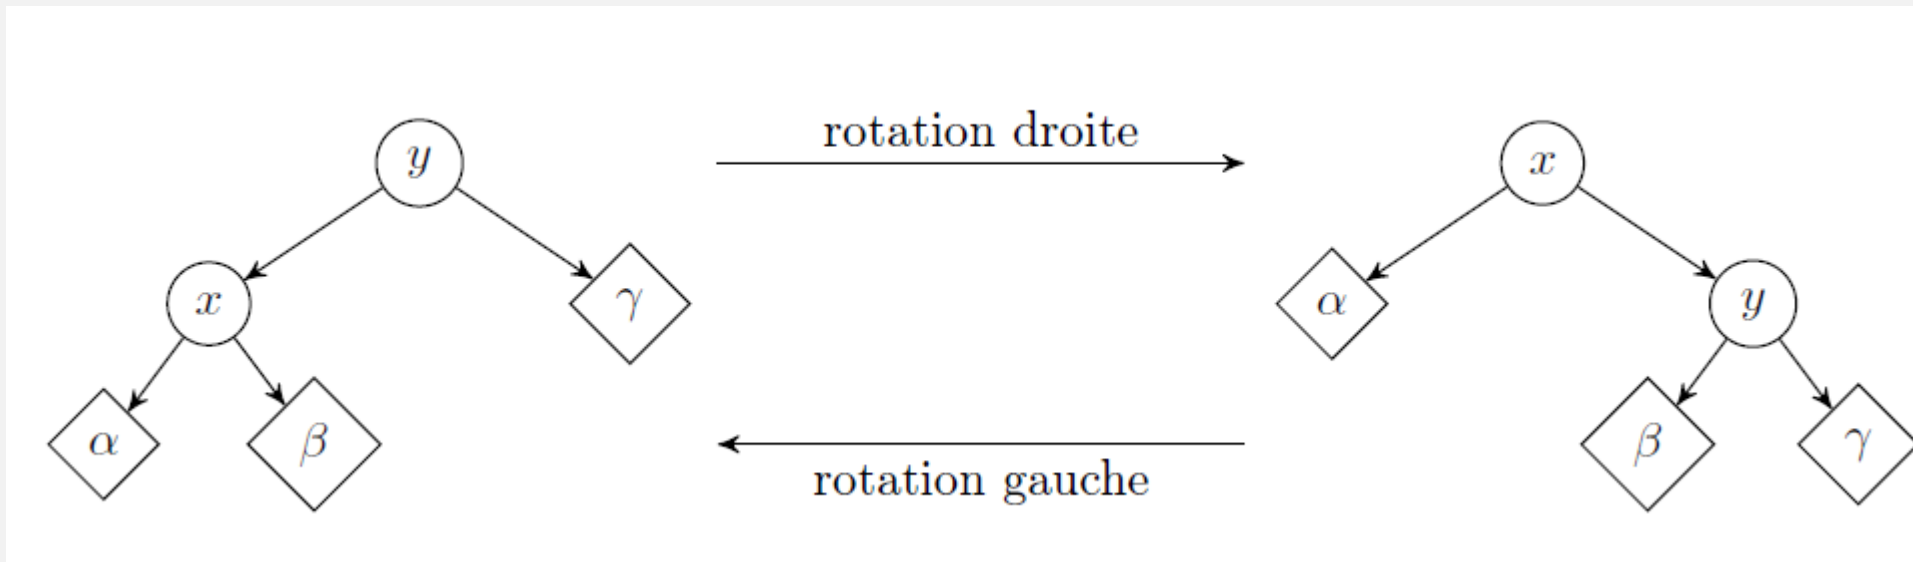 y
x
γ
α
β
rotation droite
rotation gauche
x
α
y
β
γ